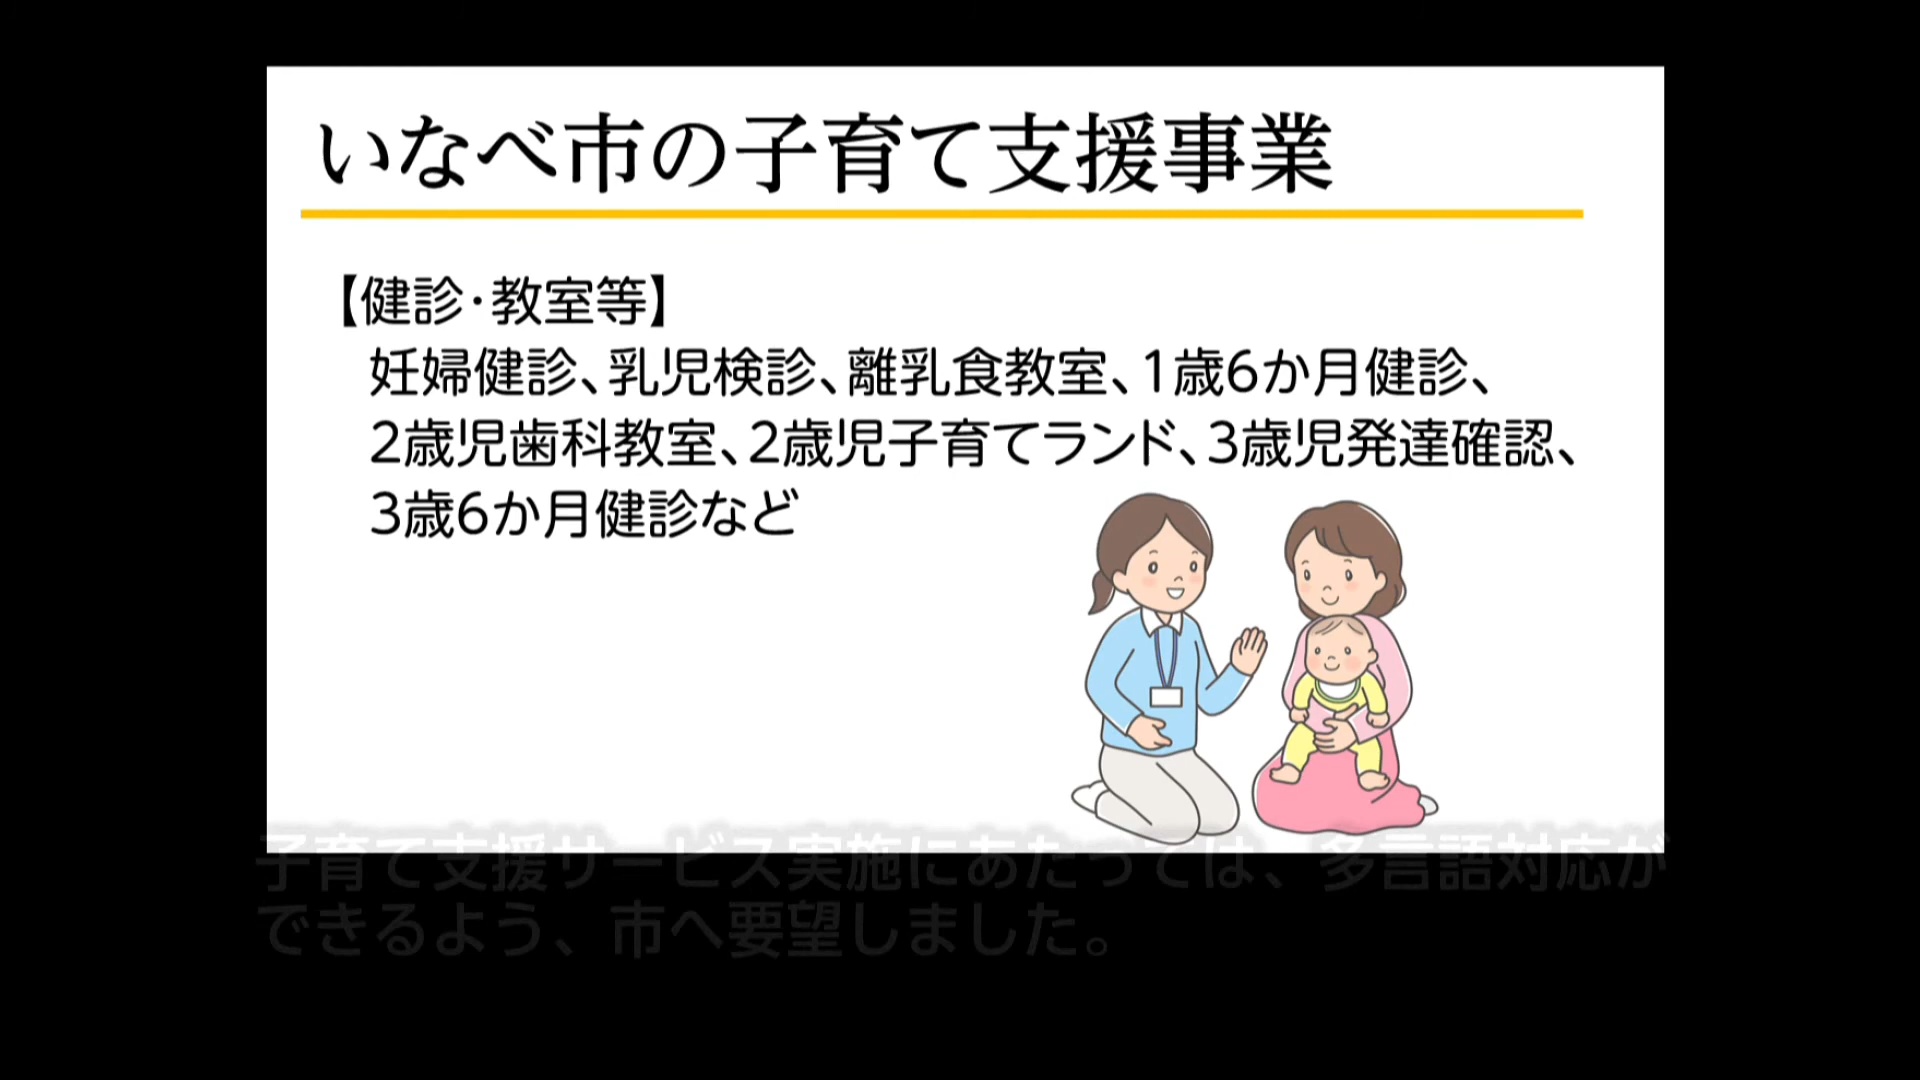 いなべ市の子育て支援事業
【健診・教室等】
妊婦健診、乳児検診、離乳食教室、1歳6か月健診、
2歳児歯科教室、2歳児子育てランド、3歳児発達確認、
3歳6か月健診など
子育て支援サービス実施にあたっては、多言語対応が
できるよう、市へ要望しました。